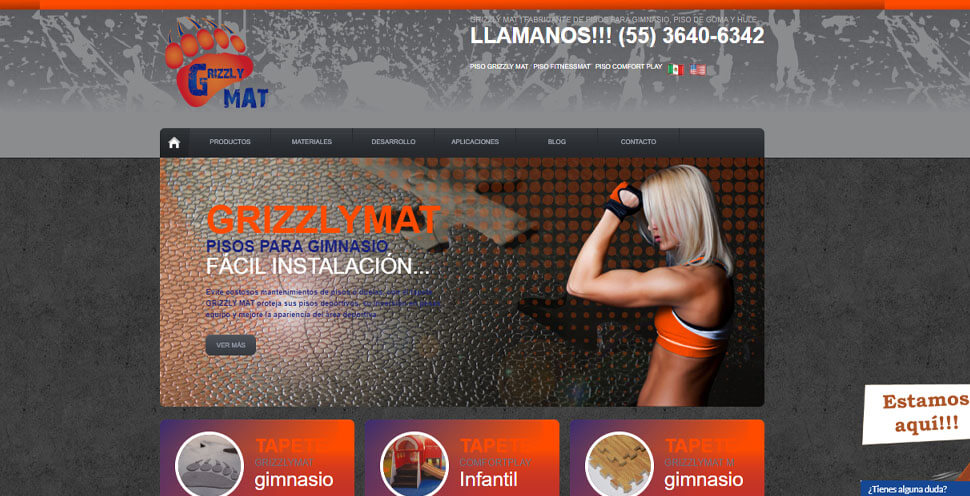 GRIZZLY MAT | FABRICANTE DE PISOS PARA GIMNASIO, PISO DE GOMA Y HULE
LLAMANOS!!! (55) 3640-6342
PISO GRIZZLY MAT PISO FITNESSMAT PISO COMFORT PLAY
GRIZZLY
MAT
PRODUCTOS MATERIALES DESARROLLO APLICACIONES BLOG CONTACTO
GRIZZLYMAT
PISOS PARA GIMNASIO
FÁCIL INSTALACIÓN...
Evite costosos mantenimientos de pisos
GRIZZLY MAT proteja sus pisos deportivos, su
equipo y mejore la apariencia del área deportiva.
VER MÁS
Estamos
aquí!!!
TAPETE TAPETE TAPETE
GRIZZLYMAT COMFORTPLAY GRIZZLYMAT M
gimnasio Infantil gimnasio
¿Tienes alguna duda?